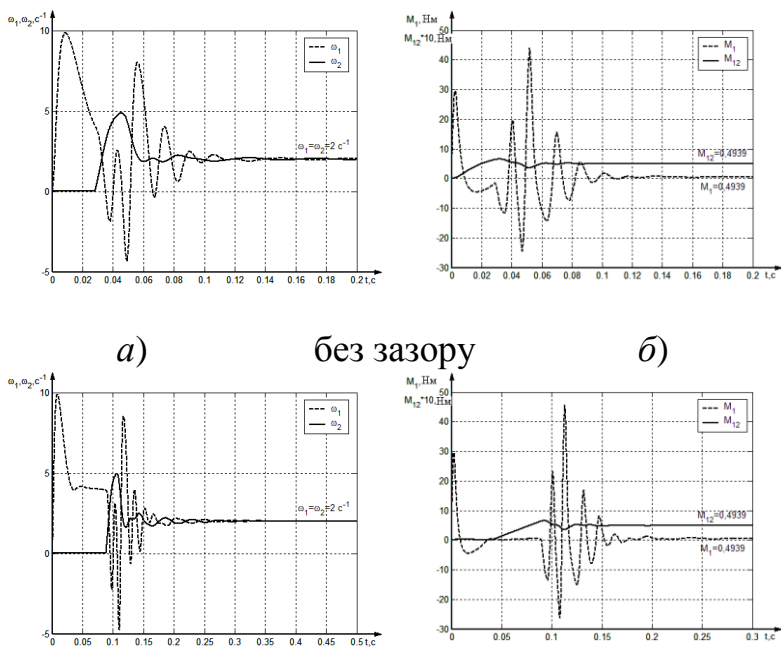 ω₁,ω₂,с⁻¹
10
5
0
-5
ω₁
ω₂
ω₁=ω₂=2 с⁻¹
0 0.02 0.04 0.06 0.08 0.1 0.12 0.14 0.16 0.18 0.2 t,с
M₁,Нм
M₁₂*10,Нм
50
40
30
20
10
0
-10
-20
-30
M₁
M₁₂
M₁₂=0,4939
M₁=0,4939
0 0.02 0.04 0.06 0.08 0.1 0.12 0.14 0.16 0.18 0.2 t,с
а) без зазору б)
ω₁,ω₂,с⁻¹
10
5
0
-5
ω₁
ω₂
ω₁=ω₂=2 с⁻¹
0 0.05 0.1 0.15 0.2 0.25 0.3 0.35 0.4 0.45 0.5 t,с
M₁,Нм
M₁₂*10,Нм
50
40
30
20
10
0
-10
-20
-30
M₁
M₁₂
M₁₂=0,4939
M₁=0,4939
0 0.05 0.1 0.15 0.2 0.25 0.3 t,с